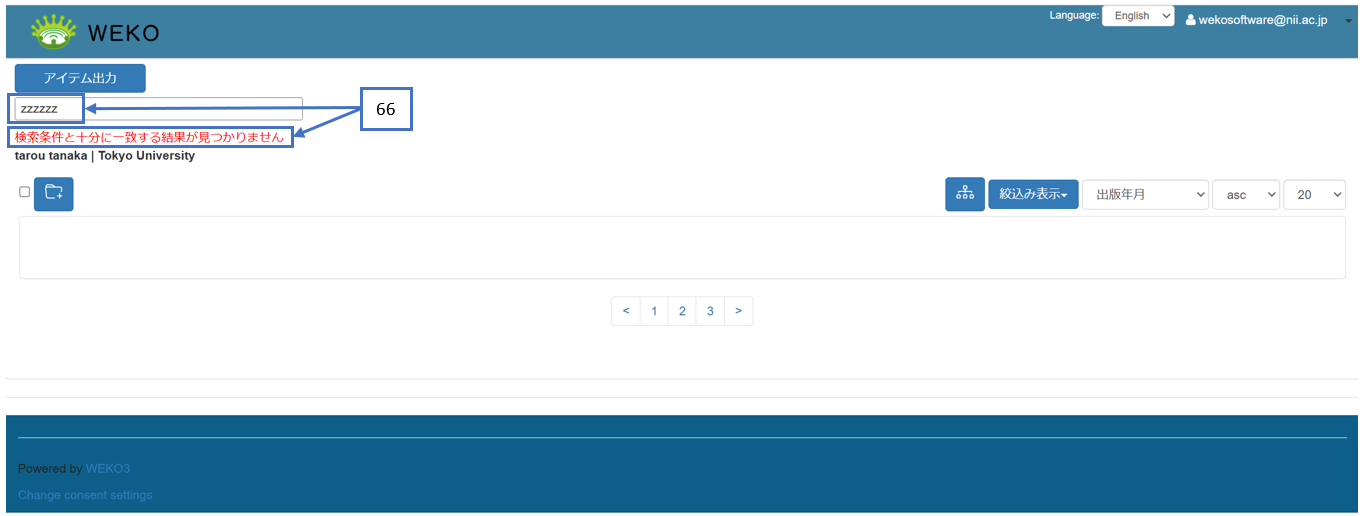 Language: English wekosoftware@nii.ac.jp
WEKO
アイテム出力
zzzzzz
66
検索条件と十分に一致する結果が見つかりません
tarou tanaka | Tokyo University
絞込み表示 出版年月 asc 20
< 1 2 3 >
Powered by WEKO3
Change consent settings